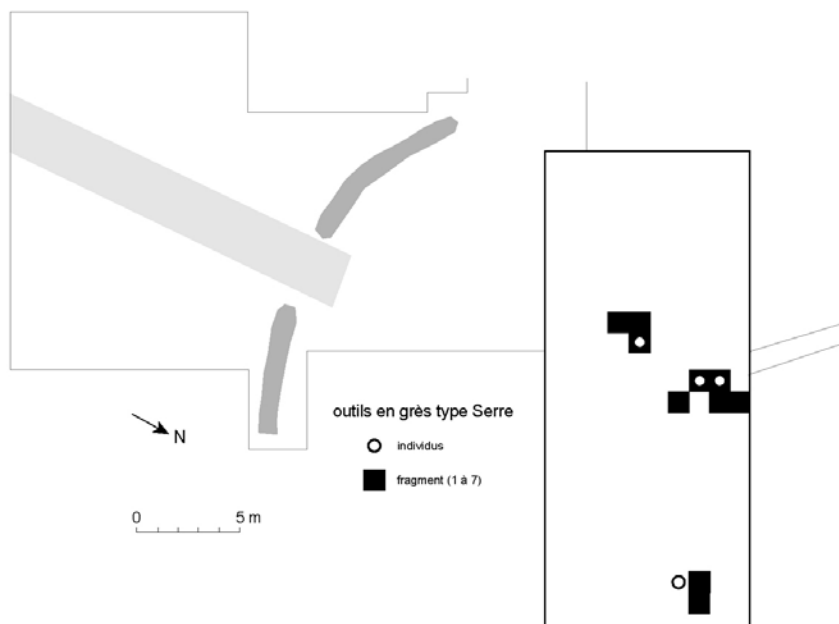 outils en grès type Serre
individus
N
fragment (1 à 7)
0 5 m